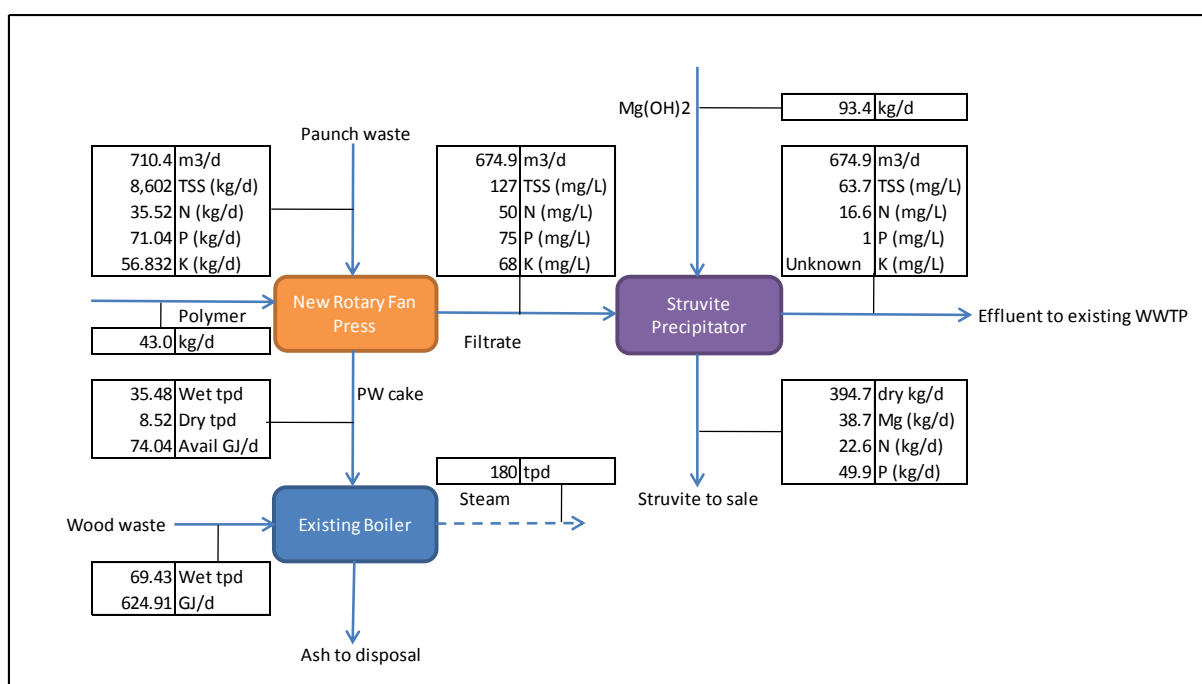 Mg(OH)2
93.4 kg/d
Paunch waste
710.4 m3/d
8,602 TSS (kg/d)
35.52 N (kg/d)
71.04 P (kg/d)
56.832 K (kg/d)
674.9 m3/d
127 TSS (mg/L)
50 N (mg/L)
75 P (mg/L)
68 K (mg/L)
674.9 m3/d
63.7 TSS (mg/L)
16.6 N (mg/L)
1 P (mg/L)
Unknown K (mg/L)
Polymer
43.0 kg/d
New Rotary Fan
Press
Filtrate
Struvite
Precipitator
Effluent to existing WWTP
35.48 Wet tpd
8.52 Dry tpd
74.04 Avail GJ/d
PW cake
394.7 dry kg/d
38.7 Mg (kg/d)
22.6 N (kg/d)
49.9 P (kg/d)
180 tpd
Steam
Struvite to sale
Wood waste
Existing Boiler
69.43 Wet tpd
624.91 GJ/d
Ash to disposal